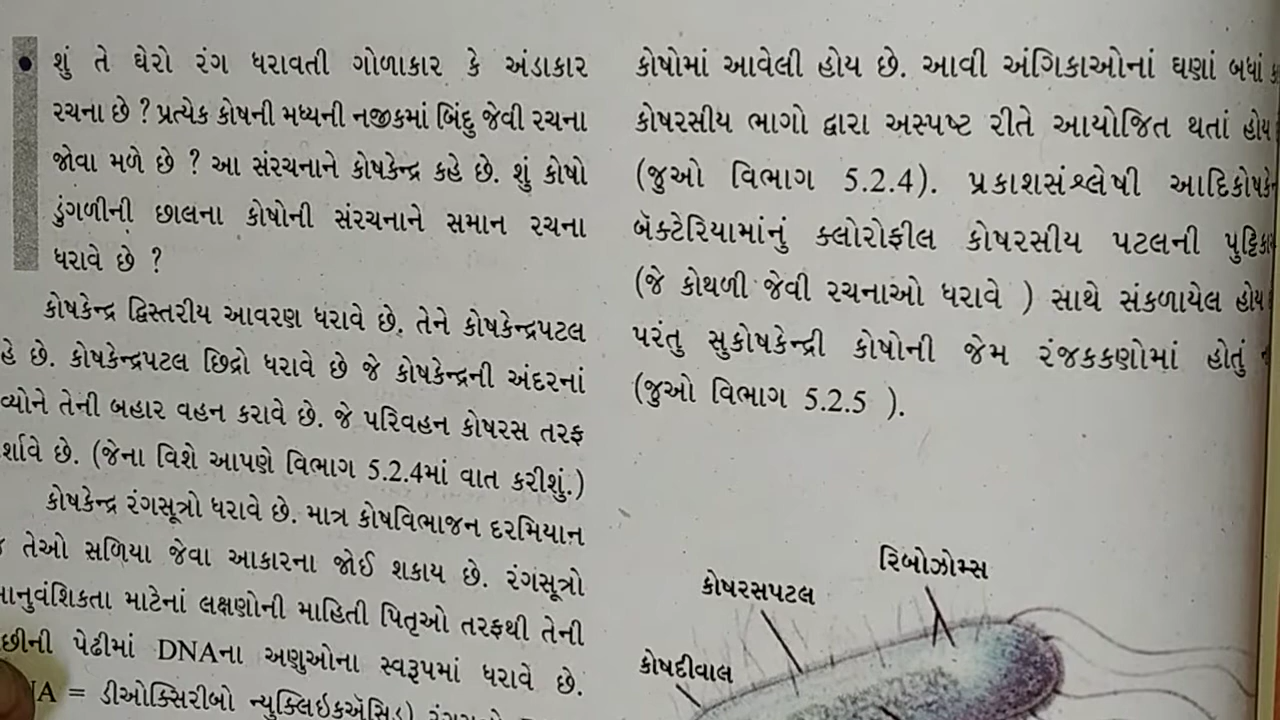 • શું તે ઘેરો રંગ ધરાવતી ગોળાકાર કે અંડાકાર
રચના છે ? પ્રત્યેક કોષની મધ્યની નજીકમાં બિંદુ જેવી રચના
જોવા મળે છે ? આ સંરચનાને કોષકેન્દ્ર કહે છે. શું કોષો
ડુંગળીની છાલના કોષોની સંરચનાને સમાન રચના
ધરાવે છે ?
કોષકેન્દ્ર દ્વિસ્તરીય આવરણ ધરાવે છે. તેને કોષકેન્દ્રપટલ
છે. કોષકેન્દ્રપટલ છિદ્રો ધરાવે છે જે કોષકેન્દ્રની અંદરનાં
તેની બહાર વહન કરાવે છે. જે પરિવહન કોષરસ તરફ
છે. (જેના વિશે આપણે વિભાગ 5.2.4માં વાત કરીશું.)
કોષકેન્દ્ર રંગસૂત્રો ધરાવે છે. માત્ર કોષવિભાજન દરમિયાન
તેઓ સળિયા જેવા આકારના જોઈ શકાય છે. રંગસૂત્રો
માટેનાં લક્ષણોની માહિતી પિતૃઓ તરફથી તેની
પેઢીમાં DNAના અણુઓના સ્વરૂપમાં ધરાવે છે.
= ડીઓક્સિરીબો ન્યુક્લિઇકઍસિડ)
કોષોમાં આવેલી હોય છે. આવી અંગિકાઓનાં ઘણાં બધાં
કોષરસીય ભાગો દ્વારા અસ્પષ્ટ રીતે આયોજિત થતાં હોય
(જુઓ વિભાગ 5.2.4). પ્રકાશસંશ્લેષી
બૅક્ટેરિયામાંનું ક્લોરોફીલ કોષરસીય પટલની
(જે કોથળી જેવી રચનાઓ ધરાવે ) સાથે સંકળાયેલ હોય
પરંતુ સુકોષકેન્દ્રી કોષોની જેમ રંજકકણોમાં હોતું
(જુઓ વિભાગ 5.2.5 ).
રિબોઝોમ્સ
કોષરસપટલ
કોષદીવાલ